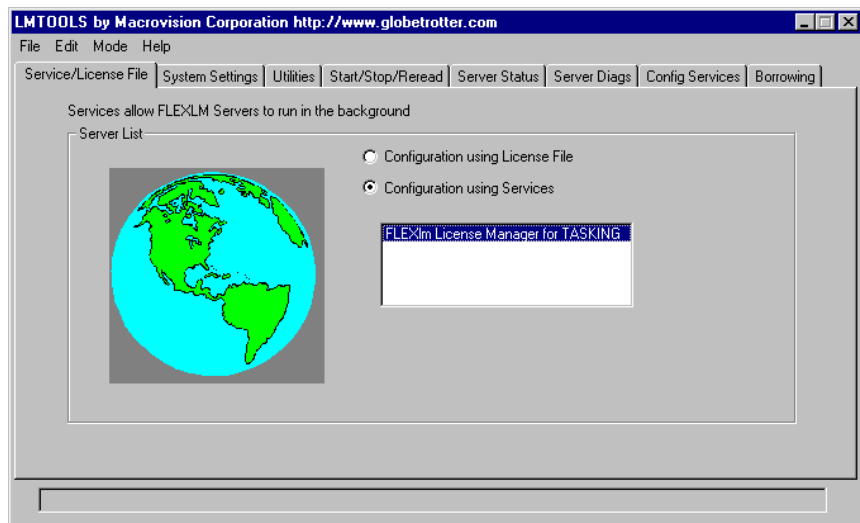 LMTOOLS by Macrovision Corporation http://www.globetrotter.com
File Edit Mode Help
Service/License File System Settings Utilities Start/Stop/Reread Server Status Server Diags Config Services Borrowing
Services allow FLEXLM Servers to run in the background
Server List
Configuration using License File
Configuration using Services
FLEXlm License Manager for TASKING